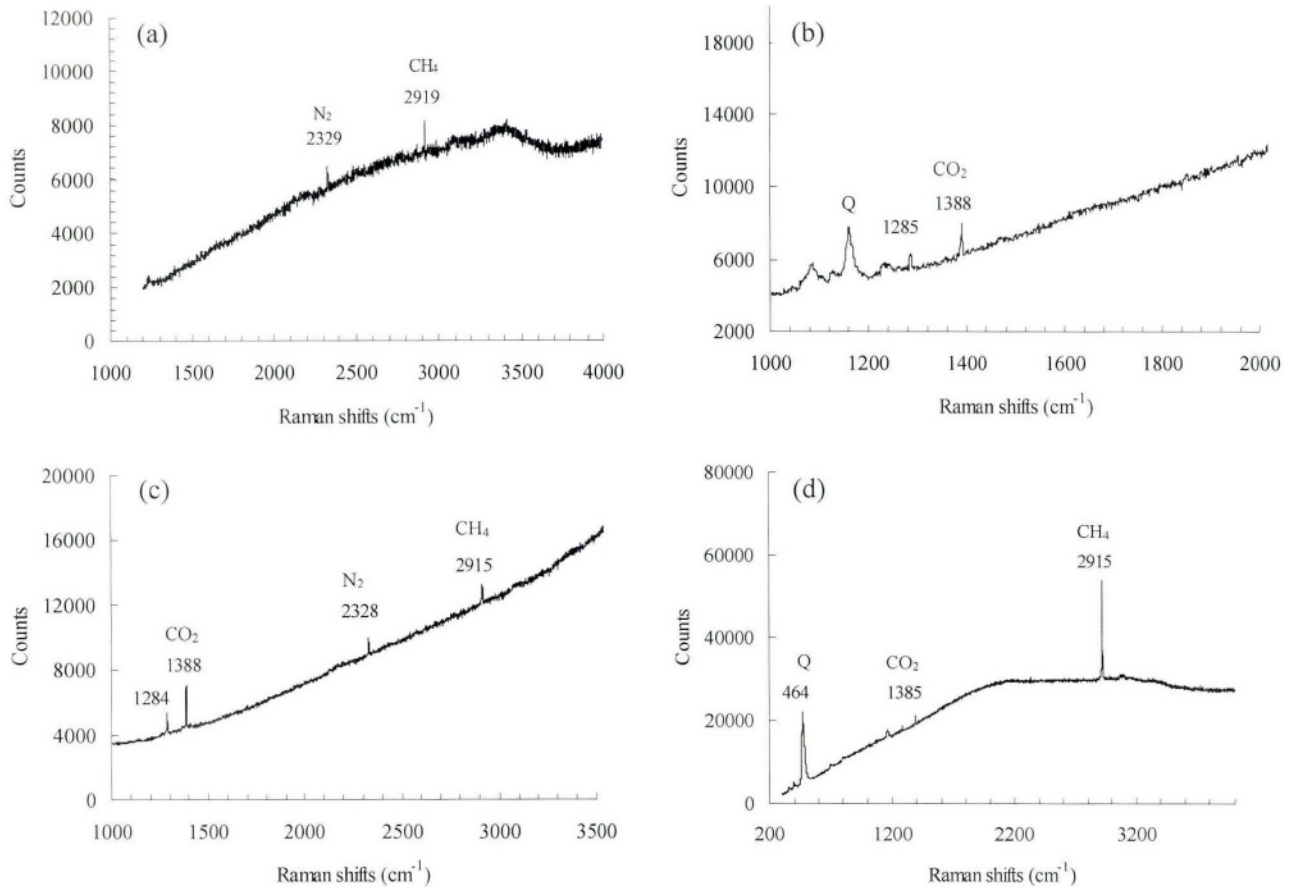 (a)
12000
10000
8000
6000
4000
2000
0
Counts
N₂
2329
CH₄
2919
1000 1500 2000 2500 3000 3500 4000
Raman shifts (cm⁻¹)
(b)
18000
14000
10000
6000
2000
Counts
Q
1285
CO₂
1388
1000 1200 1400 1600 1800 2000
Raman shifts (cm⁻¹)
(c)
20000
16000
12000
8000
4000
0
Counts
1284
CO₂
1388
N₂
2328
CH₄
2915
1000 1500 2000 2500 3000 3500
Raman shifts (cm⁻¹)
(d)
80000
60000
40000
20000
0
Counts
Q
464
CO₂
1385
CH₄
2915
200 1200 2200 3200
Raman shifts (cm⁻¹)